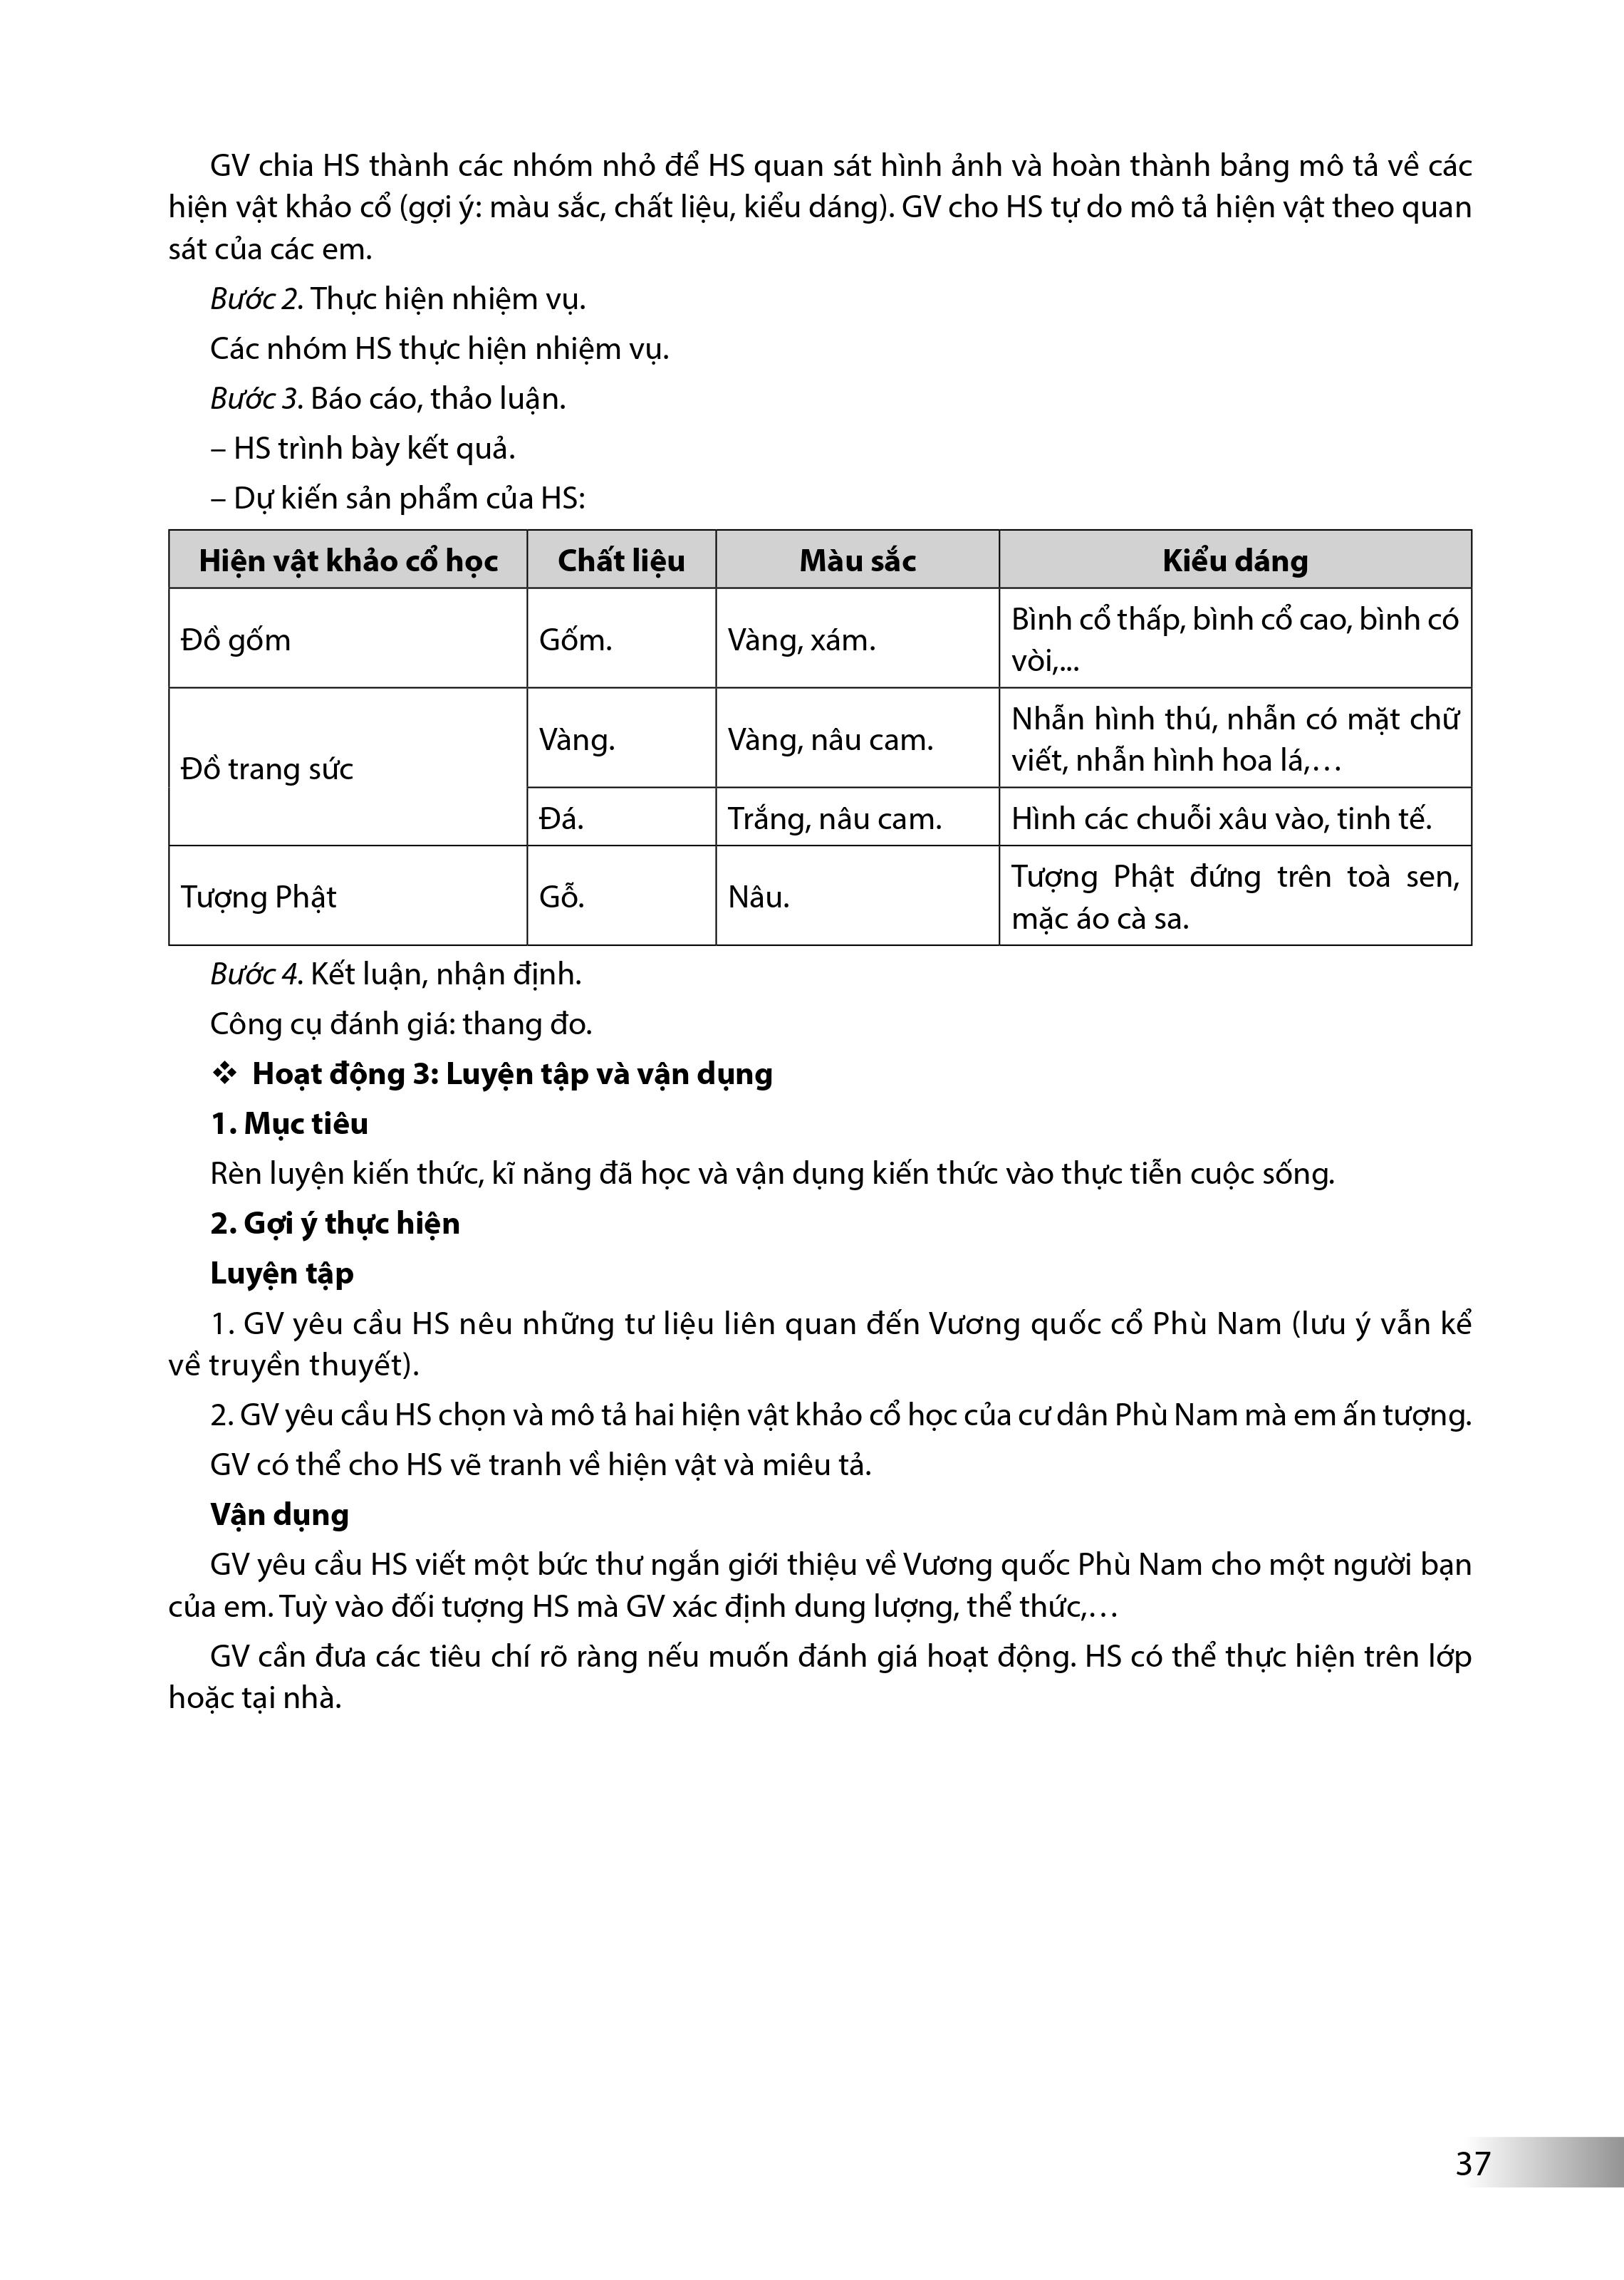 GV chia HS thành các nhóm nhỏ để HS quan sát hình ảnh và hoàn thành bảng mô tả về các
hiện vật khảo cổ (gợi ý: màu sắc, chất liệu, kiểu dáng). GV cho HS tự do mô tả hiện vật theo quan
sát của các em.
Bước 2. Thực hiện nhiệm vụ.
Các nhóm HS thực hiện nhiệm vụ.
Bước 3. Báo cáo, thảo luận.
– HS trình bày kết quả.
– Dự kiến sản phẩm của HS:
Hiện vật khảo cổ học Chất liệu Màu sắc Kiểu dáng
Đồ gốm Gốm. Vàng, xám. Bình cổ thấp, bình cổ cao, bình có
vòi,...
Đồ trang sức Vàng. Vàng, nâu cam. Nhẫn hình thú, nhẫn có mặt chữ
viết, nhẫn hình hoa lá,…
Đá. Trắng, nâu cam. Hình các chuỗi xâu vào, tinh tế.
Tượng Phật Gỗ. Nâu. Tượng Phật đứng trên toà sen,
mặc áo cà sa.
Bước 4. Kết luận, nhận định.
Công cụ đánh giá: thang đo.
❖ Hoạt động 3: Luyện tập và vận dụng
1. Mục tiêu
Rèn luyện kiến thức, kĩ năng đã học và vận dụng kiến thức vào thực tiễn cuộc sống.
2. Gợi ý thực hiện
Luyện tập
1. GV yêu cầu HS nêu những tư liệu liên quan đến Vương quốc cổ Phù Nam (lưu ý vẫn kể
về truyền thuyết).
2. GV yêu cầu HS chọn và mô tả hai hiện vật khảo cổ học của cư dân Phù Nam mà em ấn tượng.
GV có thể cho HS vẽ tranh về hiện vật và miêu tả.
Vận dụng
GV yêu cầu HS viết một bức thư ngắn giới thiệu về Vương quốc Phù Nam cho một người bạn
của em. Tuỳ vào đối tượng HS mà GV xác định dung lượng, thể thức,…
GV cần đưa các tiêu chí rõ ràng nếu muốn đánh giá hoạt động. HS có thể thực hiện trên lớp
hoặc tại nhà.
37